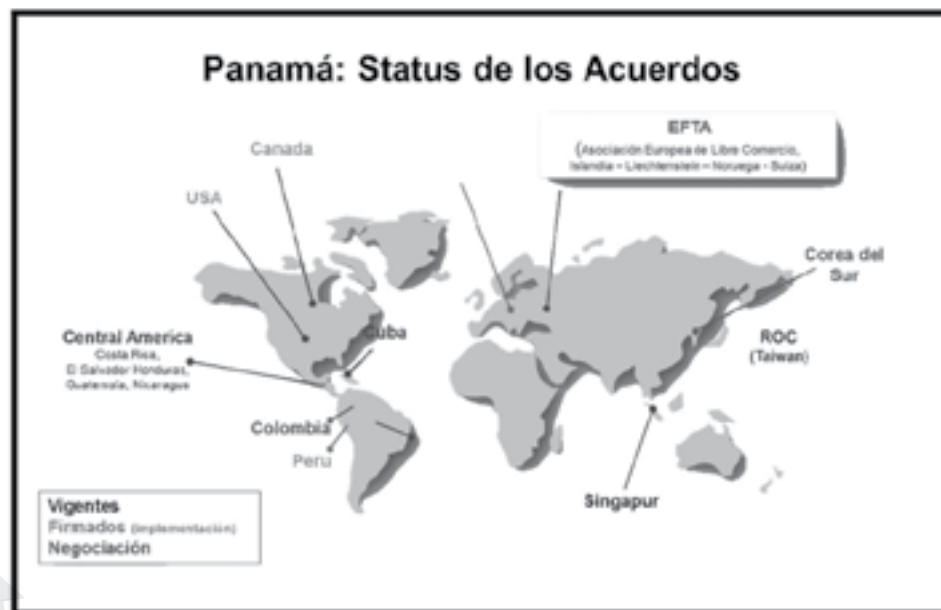 Panamá: Status de los Acuerdos
EFTA
(Asociación Europea de Libre Comercio,
Islandia – Liechtenstein – Noruega - Suiza)
Canada
USA
Corea del
Sur
Central America
Costa Rica,
El Salvador Honduras,
Guatemala, Nicaragua
Cuba
ROC
(Taiwan)
Colombia
Peru
Singapur
Vigentes
Firmados (implementación)
Negociación